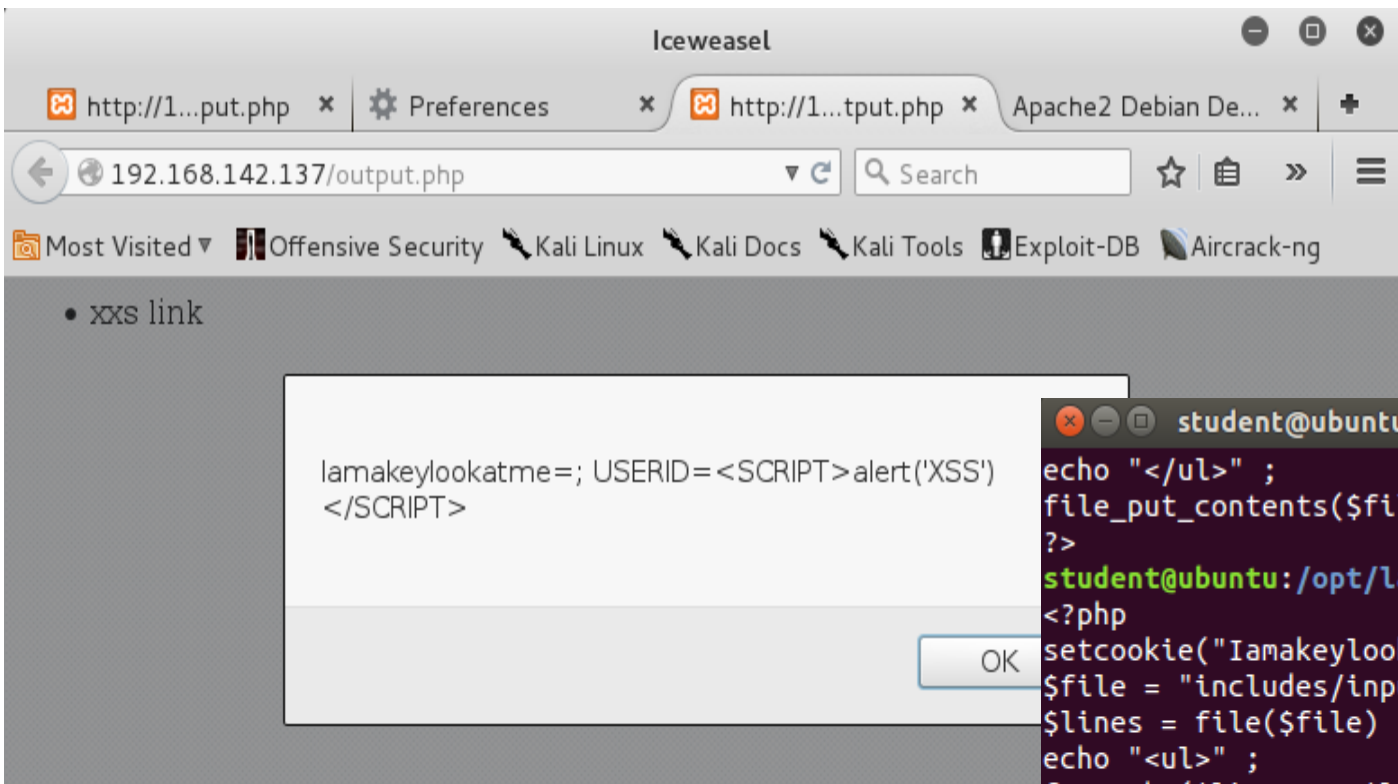 Iceweasel
http://1...put.php
Preferences
http://1...tput.php
Apache2 Debian De...
192.168.142.137/output.php
Search
Most Visited
Offensive Security
Kali Linux
Kali Docs
Kali Tools
Exploit-DB
Aircrack-ng
• xxs link
Iamakeylookatme=; USERID=<SCRIPT>alert('XSS')
</SCRIPT>
OK
student@ubuntu
echo "</ul>" ;
file_put_contents($fi
?>
student@ubuntu:/opt/l
<?php
setcookie("Iamakeyloo
$file = "includes/inp
$lines = file($file)
echo "<ul>" ;